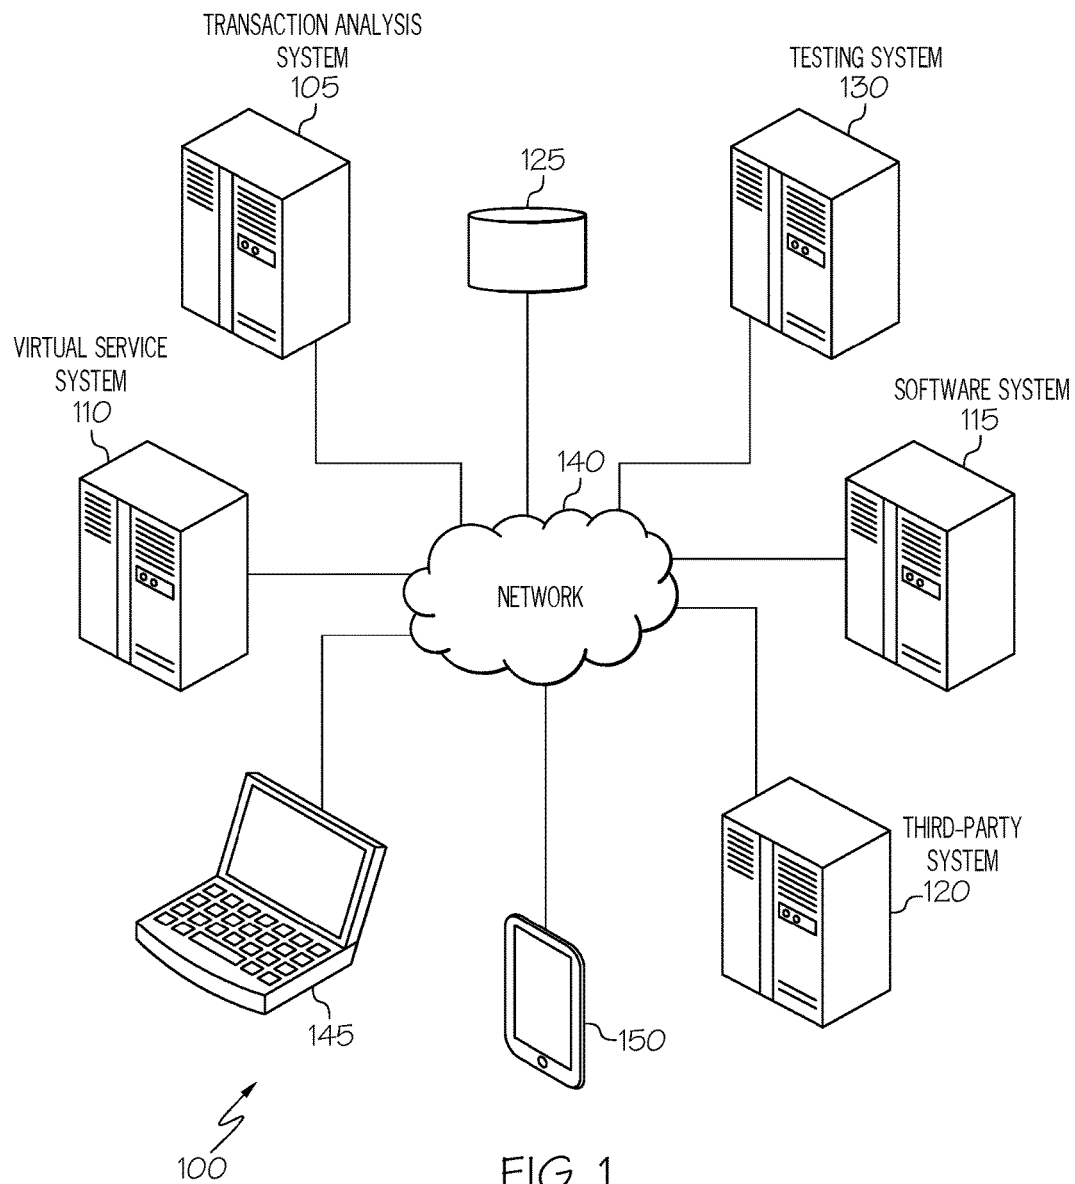 TRANSACTION ANALYSIS
SYSTEM
105
TESTING SYSTEM
130
125
VIRTUAL SERVICE
SYSTEM
110
SOFTWARE SYSTEM
115
140
NETWORK
THIRD-PARTY
SYSTEM
120
145
150
100
FIG. 1